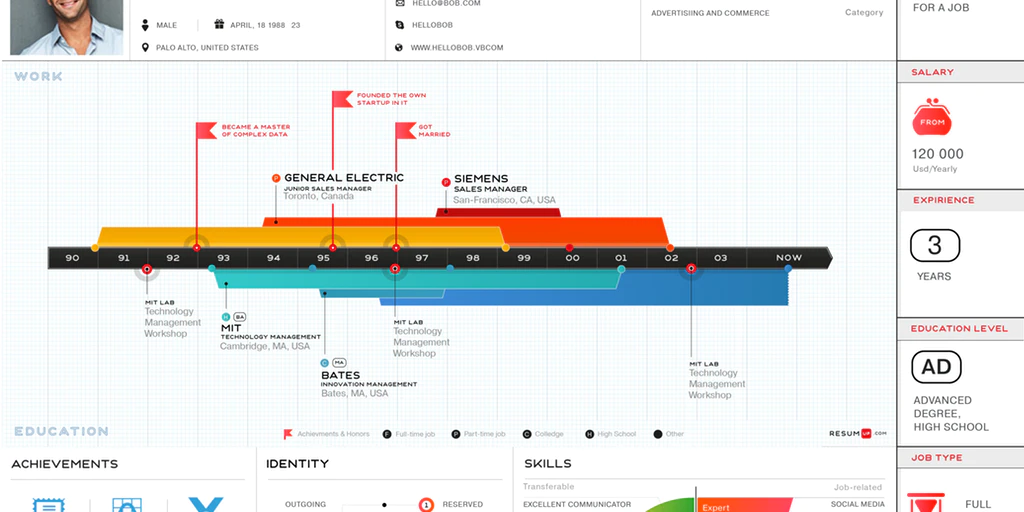 HELLO@BOB.COM
FOR A JOB
MALE
APRIL, 18 1988 23
HELLOBOB
ADVERTISIING AND COMMERCE
Category
PALO ALTO, UNITED STATES
WWW.HELLOBOB.VBCOM
WORK
SALARY
FROM
120 000
Usd/Yearly
EXPIRIENCE
3
YEARS
EDUCATION LEVEL
AD
ADVANCED
DEGREE,
HIGH SCHOOL
JOB TYPE
FULL
FOUNDED THE OWN
STARTUP IN IT
BECAME A MASTER
OF COMPLEX DATA
GOT
MARRIED
P
GENERAL ELECTRIC
JUNIOR SALES MANAGER
Toronto, Canada
F
SIEMENS
SALES MANAGER
San-Francisco, CA, USA
90 91 92 93 94 95 96 97 98 99 00 01 02 03 NOW
MIT LAB
Technology
Management
Workshop
H BA
MIT
TECHNOLOGY MANAGEMENT
Cambridge, MA, USA
C MA
BATES
INNOVATION MANAGEMENT
Bates, MA, USA
MIT LAB
Technology
Management
Workshop
MIT LAB
Technology
Management
Workshop
EDUCATION
Achievments & Honors
F Full-time job
P Part-time job
C Colledge
H High School
Other
RESUMUP.COM
ACHIEVEMENTS
IDENTITY
SKILLS
Transferable
Job-related
OUTGOING
1
RESERVED
EXCELLENT COMMUNICATOR
Expert
SOCIAL MEDIA